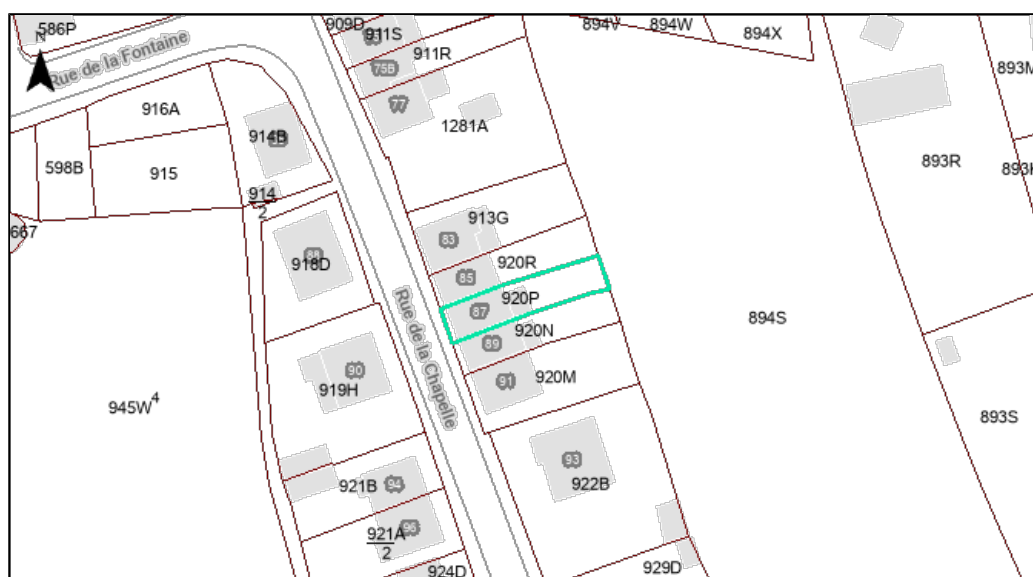 586P
N
Rue de la Fontaine
909D
911S
75B
911R
77
894V
894W
894X
893M
916A
914B
1281A
598B
915
893R
914
2
667
913G
83
918D
920R
85
920P
87
920N
89
894S
Rue de la Chapelle
90
919H
91
920M
945W4
893S
93
922B
921B
94
921A
2
96
924D
929D